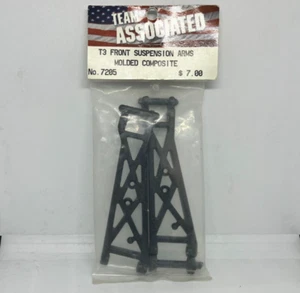 TEAM
ASSOCIATED
T3 FRONT SUSPENSION ARMS
MOLDED COMPOSITE
No.7205 $ 7.00